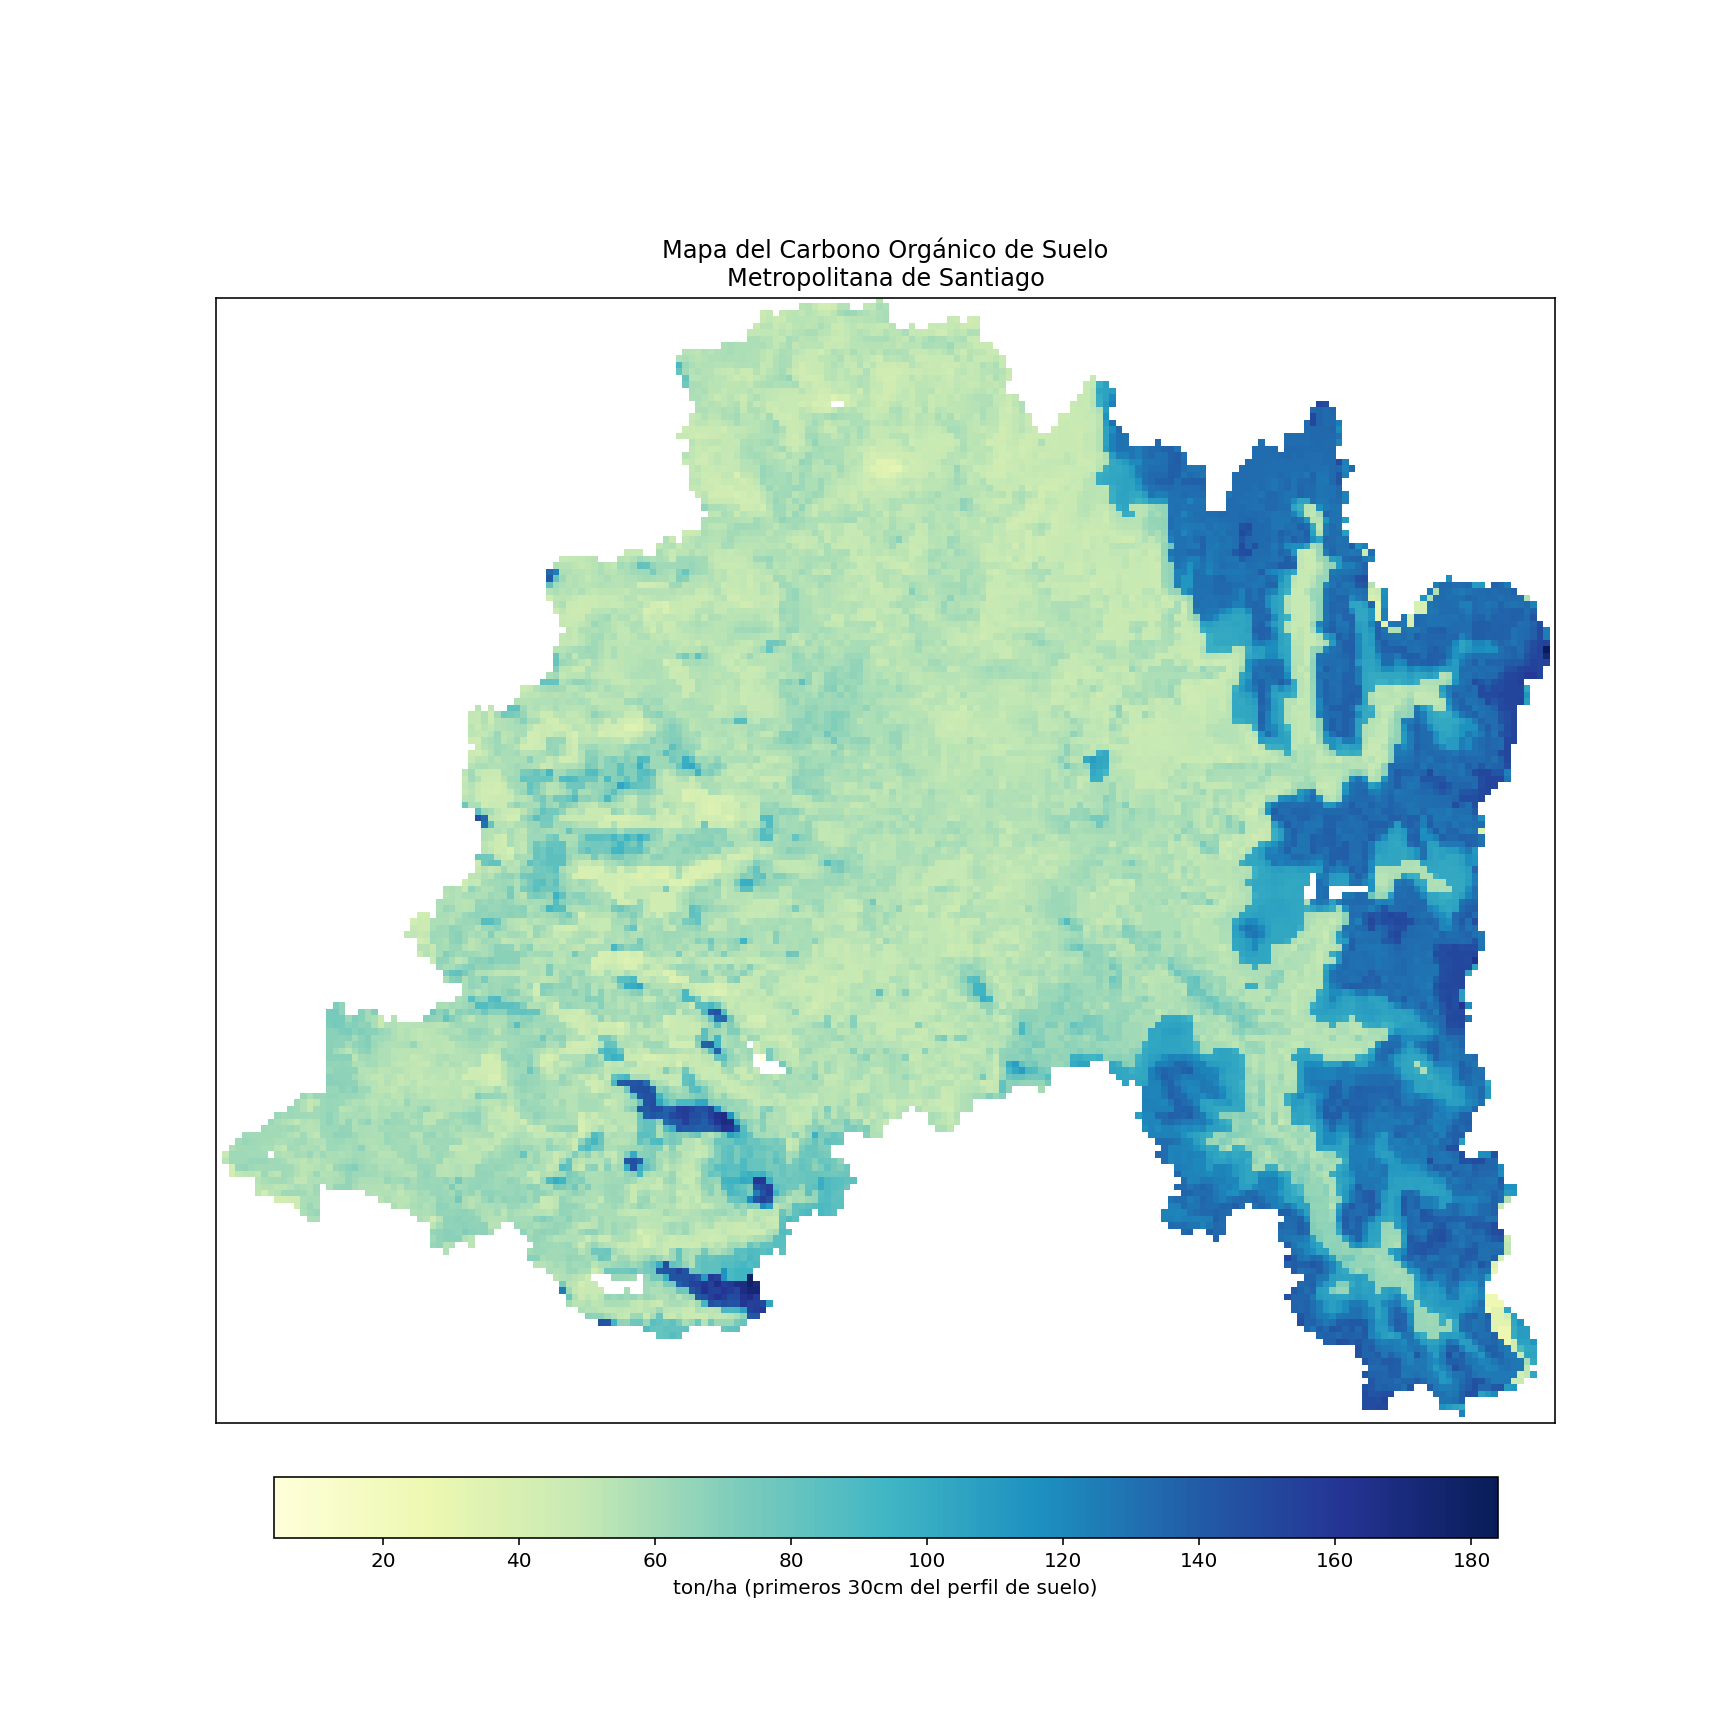 Mapa del Carbono Orgánico de Suelo
Metropolitana de Santiago
20 40 60 80 100 120 140 160 180
ton/ha (primeros 30cm del perfil de suelo)